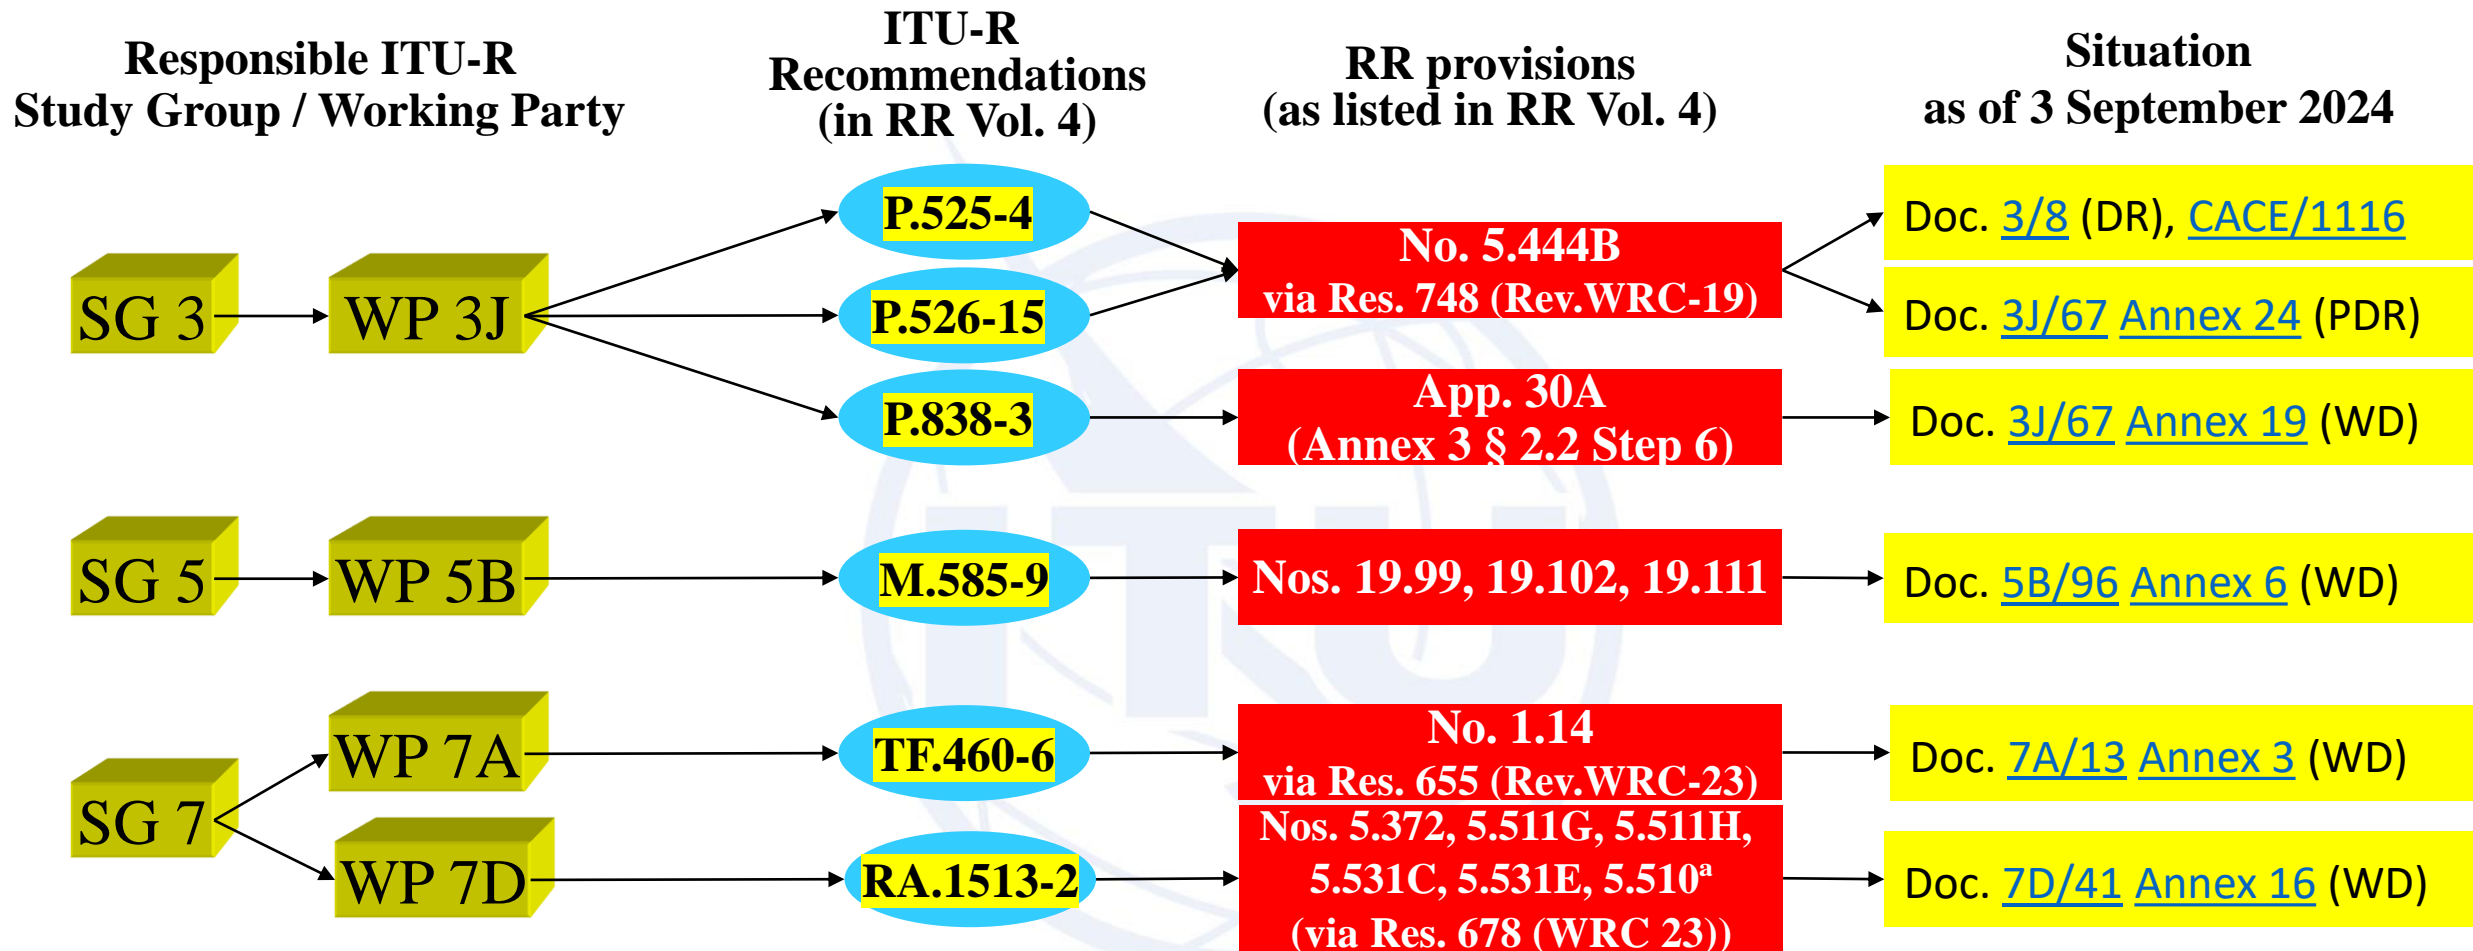 Responsible ITU-R
Study Group / Working Party
ITU-R
Recommendations
(in RR Vol. 4)
RR provisions
(as listed in RR Vol. 4)
Situation
as of 3 September 2024
SG 3
WP 3J
P.525-4
P.526-15
P.838-3
No. 5.444B
via Res. 748 (Rev.WRC-19)
App. 30A
(Annex 3 § 2.2 Step 6)
Doc. 3/8 (DR), CACE/1116
Doc. 3J/67 Annex 24 (PDR)
Doc. 3J/67 Annex 19 (WD)
SG 5
WP 5B
M.585-9
Nos. 19.99, 19.102, 19.111
Doc. 5B/96 Annex 6 (WD)
SG 7
WP 7A
TF.460-6
No. 1.14
via Res. 655 (Rev.WRC-23)
Doc. 7A/13 Annex 3 (WD)
WP 7D
RA.1513-2
Nos. 5.372, 5.511G, 5.511H,
5.531C, 5.531E, 5.510ª
(via Res. 678 (WRC 23))
Doc. 7D/41 Annex 16 (WD)
ITU